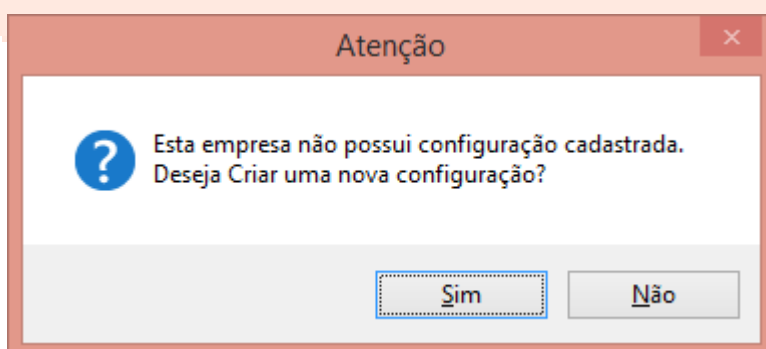 Atenção
Esta empresa não possui configuração cadastrada.
Deseja Criar uma nova configuração?
Sim
Não